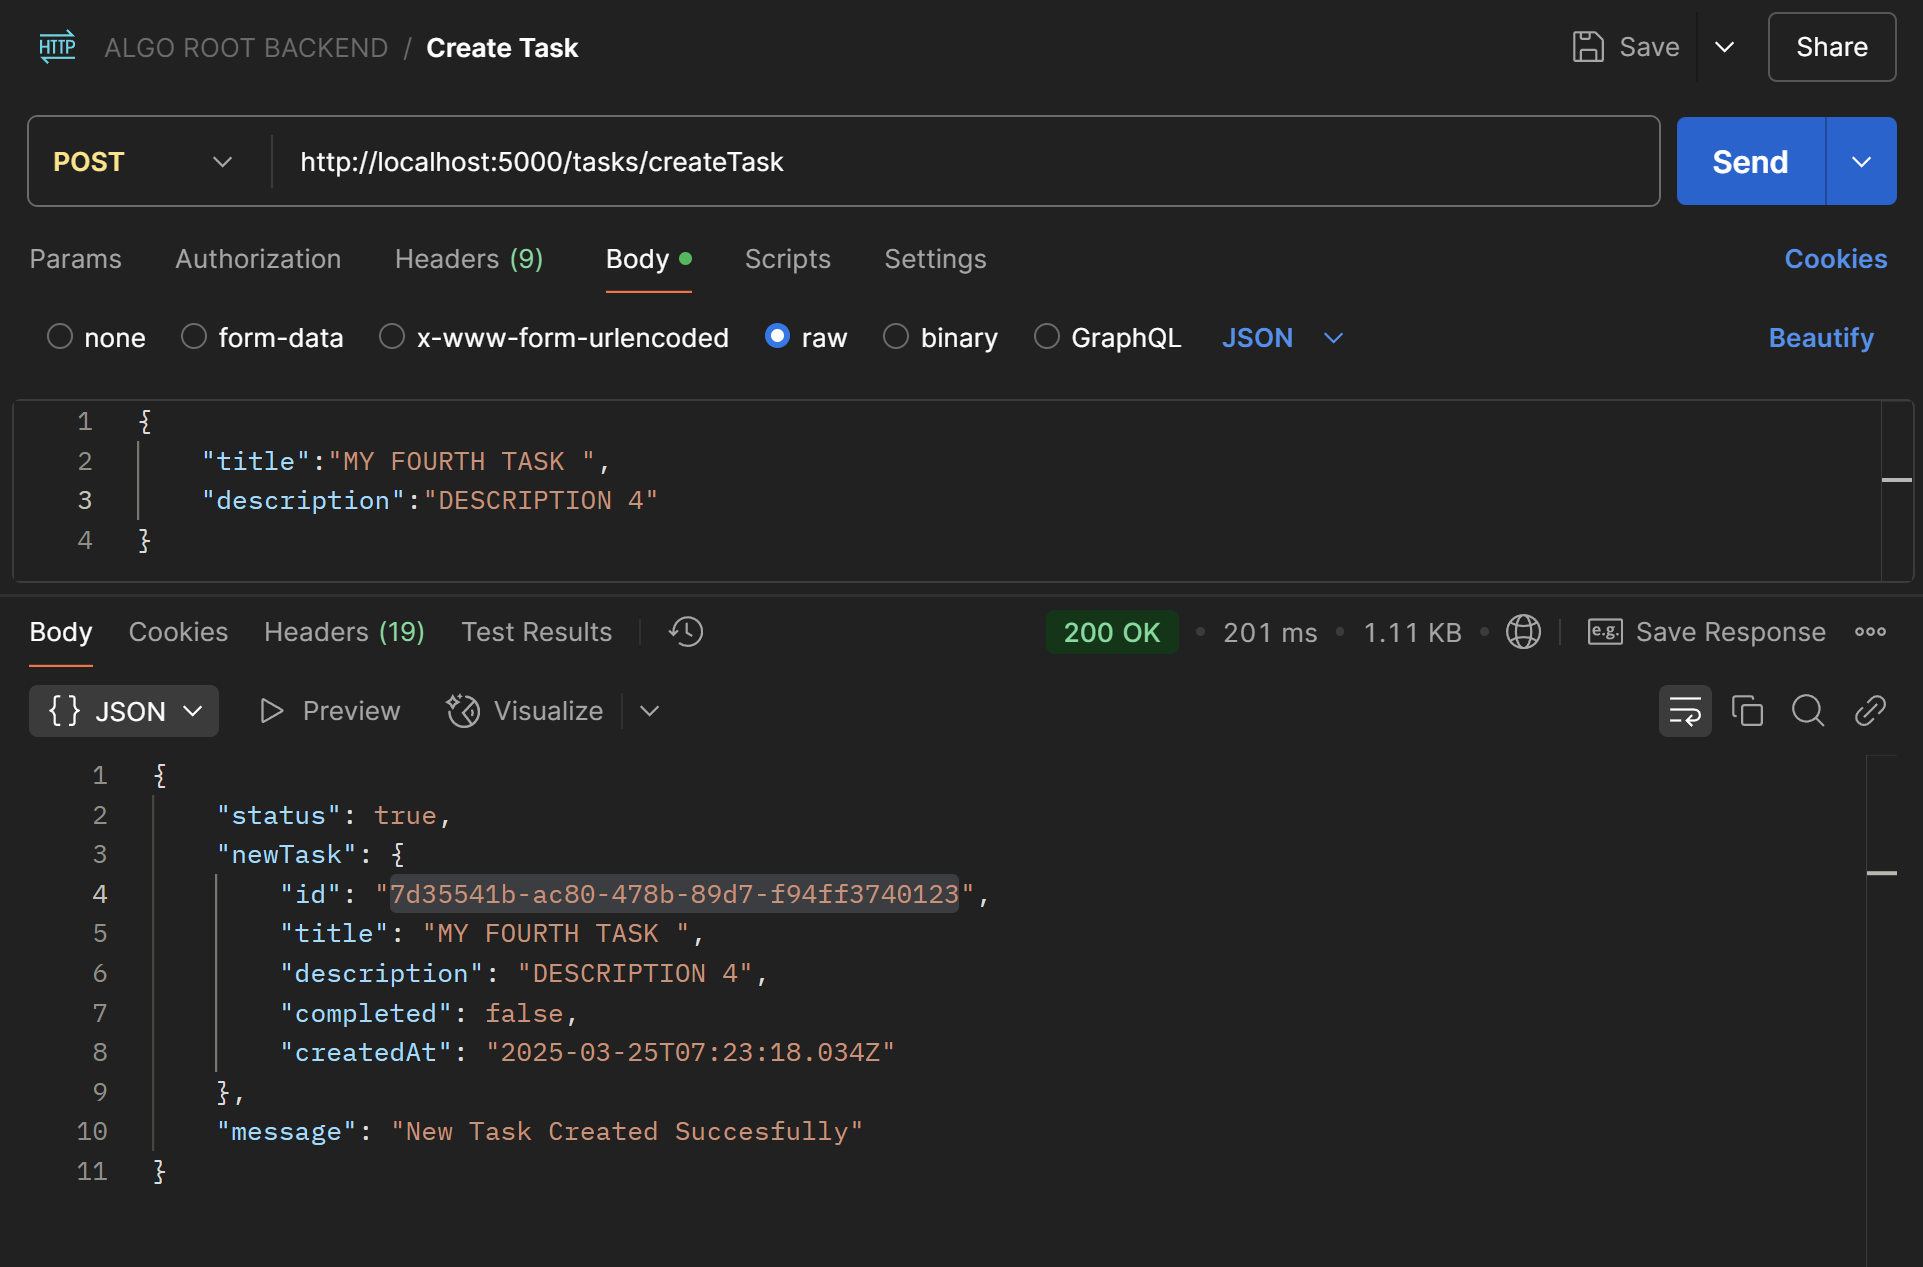 HTTP ALGO ROOT BACKEND / Create Task Save Share
POST http://localhost:5000/tasks/createTask Send
Params Authorization Headers (9) Body Scripts Settings Cookies
none form-data x-www-form-urlencoded raw binary GraphQL JSON Beautify
1 {
2 "title":"MY FOURTH TASK ",
3 "description":"DESCRIPTION 4"
4 }
Body Cookies Headers (19) Test Results 200 OK • 201 ms • 1.11 KB • e.g. Save Response
{ } JSON Preview Visualize
1 {
2 "status": true,
3 "newTask": {
4 "id": "7d35541b-ac80-478b-89d7-f94ff3740123",
5 "title": "MY FOURTH TASK ",
6 "description": "DESCRIPTION 4",
7 "completed": false,
8 "createdAt": "2025-03-25T07:23:18.034Z"
9 },
10 "message": "New Task Created Succesfully"
11 }